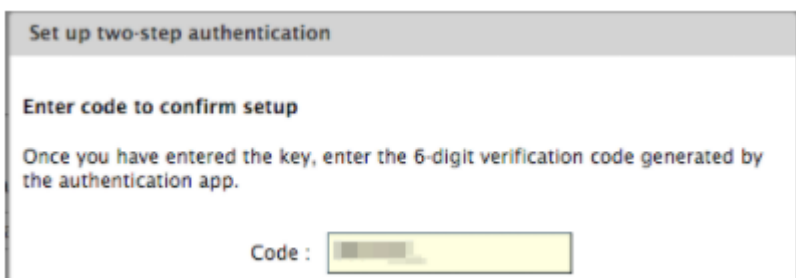 Set up two-step authentication
Enter code to confirm setup
Once you have entered the key, enter the 6-digit verification code generated by
the authentication app.
Code :